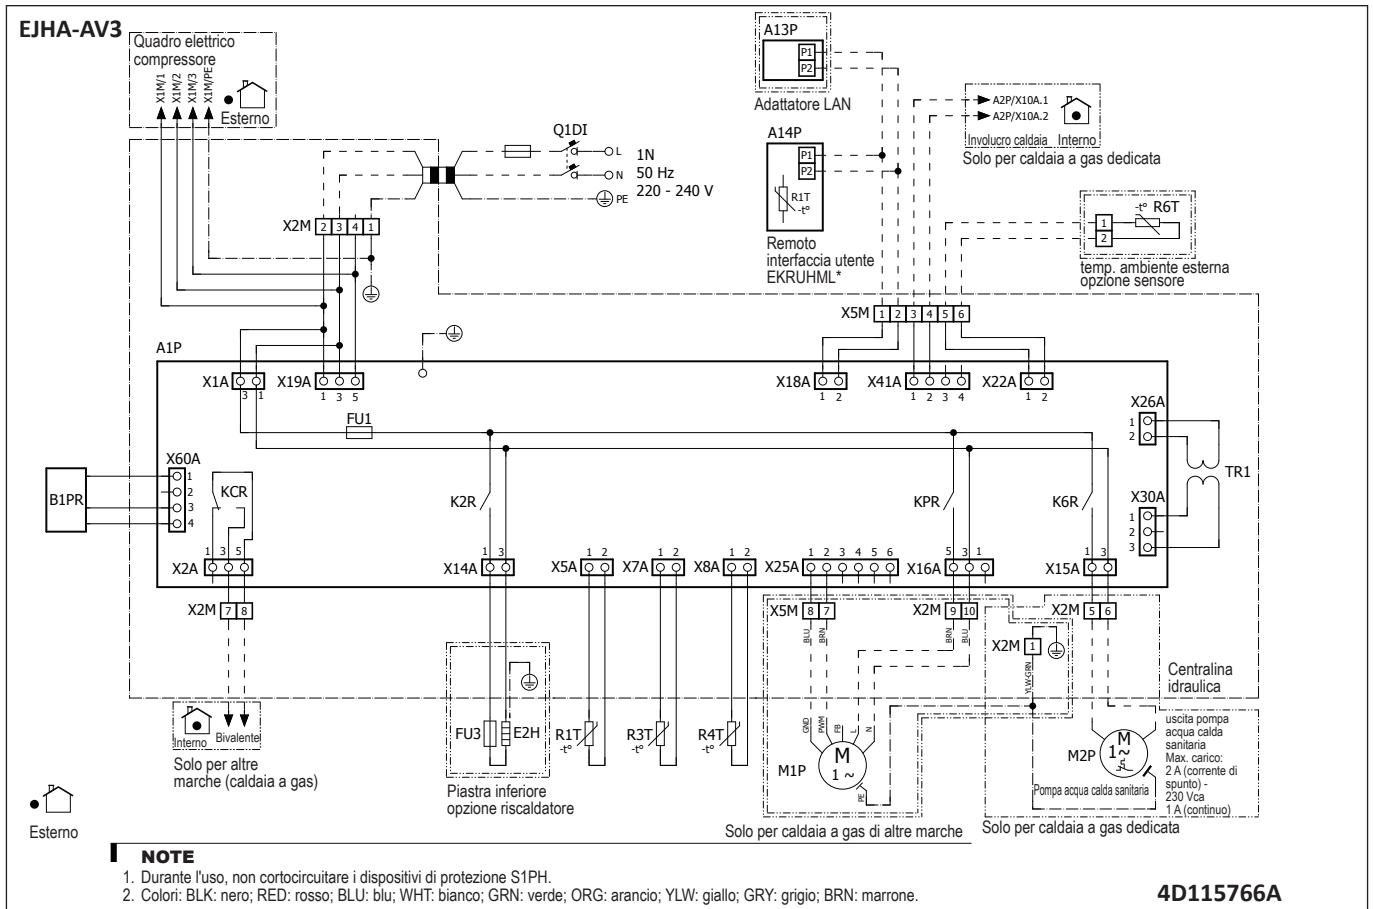 EJHA-AV3
Quadro elettrico
compressore
X1M/1
X1M/2
X1M/3
X1M/PE
Esterno
Q1DI
L
N
PE
1N
50 Hz
220 - 240 V
X2M
2 3 4 1
A13P
P1
P2
Adattatore LAN
A14P
P1
P2
R1T
-t°
Remoto
interfaccia utente
EKRUHML*
A2P/X10A.1
A2P/X10A.2
Involucro caldaia Interno
Solo per caldaia a gas dedicata
-t° R6T
1
2
temp. ambiente esterna
opzione sensore
X5M 1 2 3 4 5 6
A1P
X1A
3 1
X19A
1 3 5
X18A
1 2
X41A
1 2 3 4
X22A
1 2
FU1
X26A
1
2
TR1
X30A
1
2
3
B1PR
X60A
1
2
3
4
KCR
K2R
KPR
K6R
1 3 5
X2A
1 3
X14A
1 2
X5A
1 2
X7A
1 2
X8A
1 2 3 4 5 6
X25A
5 3 1
X16A
1 3
X15A
X2M 7 8
X5M 8 7
X2M 9 10
X2M 5 6
BLU
BRN
BRN
BLU
X2M 1
YLW-GRN
Centralina
idraulica
Interno
Bivalente
Solo per altre
marche (caldaia a gas)
FU3
E2H
Piastra inferiore
opzione riscaldatore
R1T
-t°
R3T
-t°
R4T
-t°
GND
PWM
FB
L
N
M1P
M
1 ~
PE
Solo per caldaia a gas di altre marche
M2P
M
1~
Pompa acqua calda sanitaria
uscita pompa
acqua calda
sanitaria
Max. carico:
2 A (corrente di
spunto) -
230 Vca
1 A (continuo)
Solo per caldaia a gas dedicata
Esterno
NOTE
1. Durante l'uso, non cortocircuitare i dispositivi di protezione S1PH.
2. Colori: BLK: nero; RED: rosso; BLU: blu; WHT: bianco; GRN: verde; ORG: arancio; YLW: giallo; GRY: grigio; BRN: marrone.
4D115766A